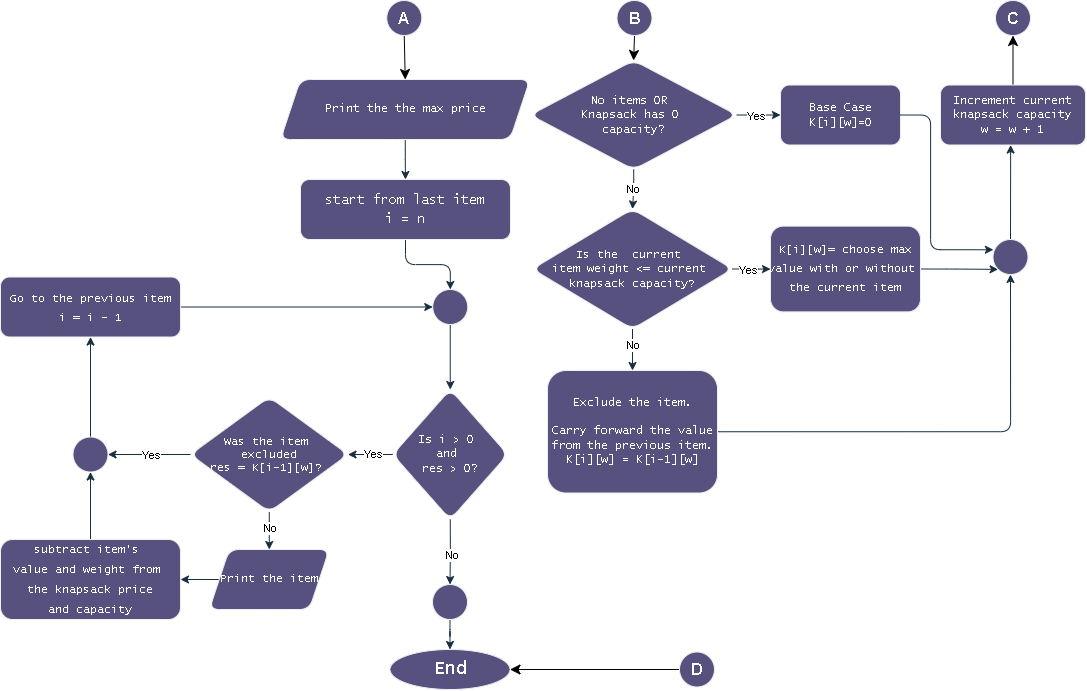 A
Print the the max price
start from last item
i = n
Go to the previous item
i = i - 1
Is i > 0
and
res > 0?
Yes
Was the item
excluded
res = K[i-1][w]?
Yes
No
Print the item
subtract item's
value and weight from
the knapsack price
and capacity
No
End
D
B
No items OR
Knapsack has 0
capacity?
Yes
Base Case
K[i][w]=0
No
Is the current
item weight <= current
knapsack capacity?
Yes
K[i][w]= choose max
value with or without
the current item
No
Exclude the item.
Carry forward the value
from the previous item.
K[i][w] = K[i-1][w]
C
Increment current
knapsack capacity
w = w + 1